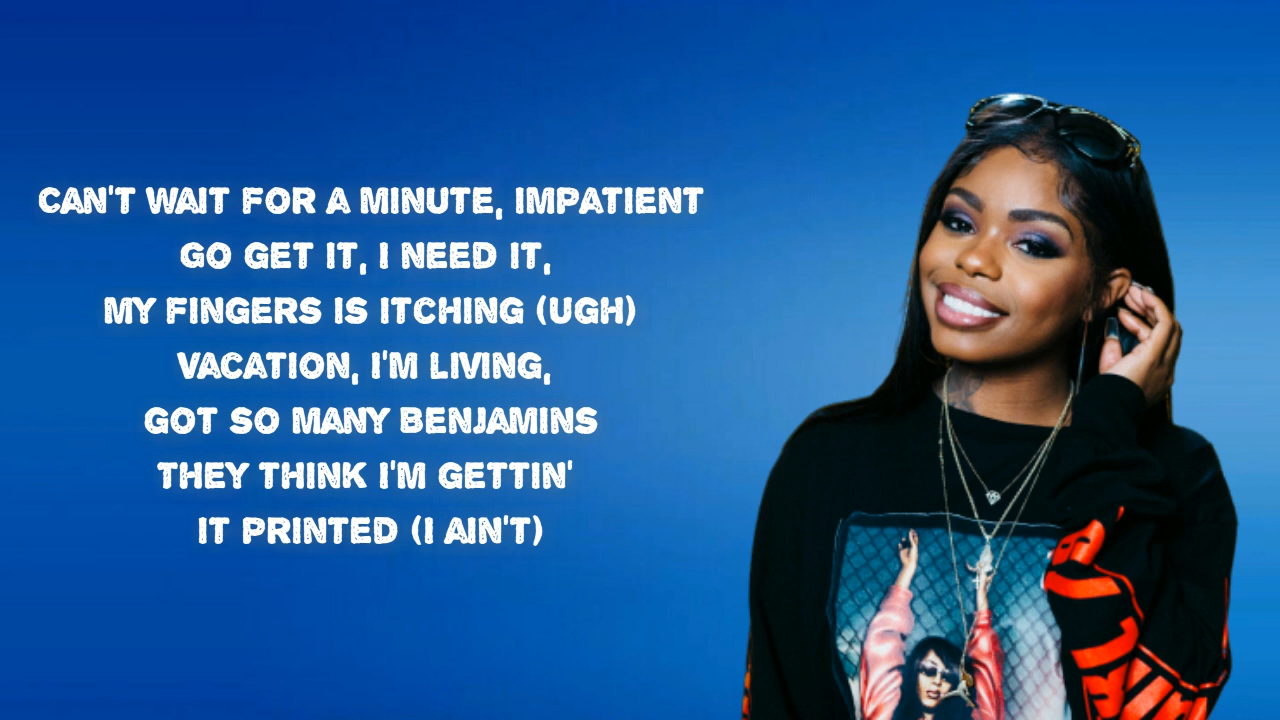 CAN'T WAIT FOR A MINUTE, IMPATIENT
GO GET IT, I NEED IT,
MY FINGERS IS ITCHING (UGH)
VACATION, I'M LIVING,
GOT SO MANY BENJAMINS
THEY THINK I'M GETTIN'
IT PRINTED (I AIN'T)